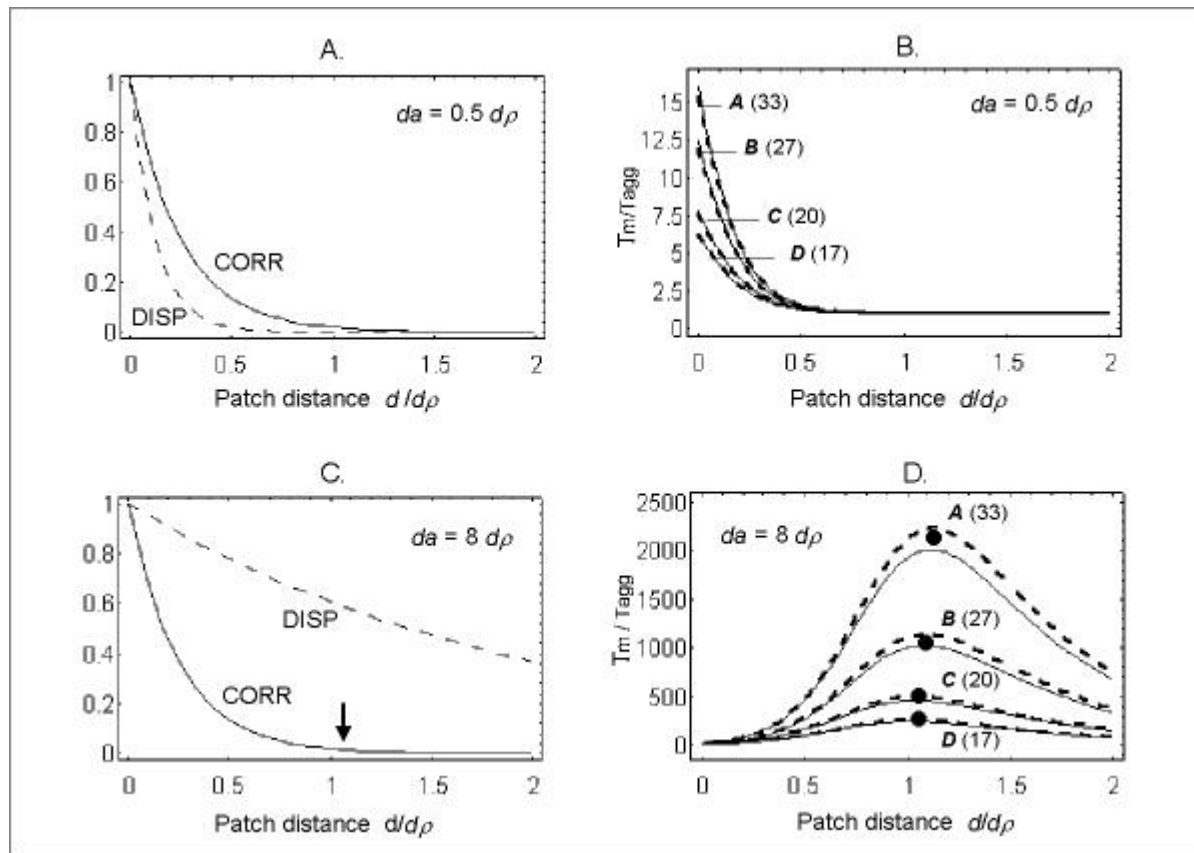 A.
1
0.8
0.6
0.4
0.2
0
da = 0.5 dρ
CORR
DISP
0 0.5 1 1.5 2
Patch distance d/dρ
B.
15
12.5
10
7.5
5
2.5
0
Tm/Tagg
A (33)
da = 0.5 dρ
B (27)
C (20)
D (17)
0 0.5 1 1.5 2
Patch distance d/dρ
C.
1
0.8
0.6
0.4
0.2
0
da = 8 dρ
DISP
CORR
0 0.5 1 1.5 2
Patch distance d/dρ
D.
2500
2000
1500
1000
500
0
Tm / Tagg
da = 8 dρ
A (33)
B (27)
C (20)
D (17)
0 0.5 1 1.5 2
Patch distance d/dρ